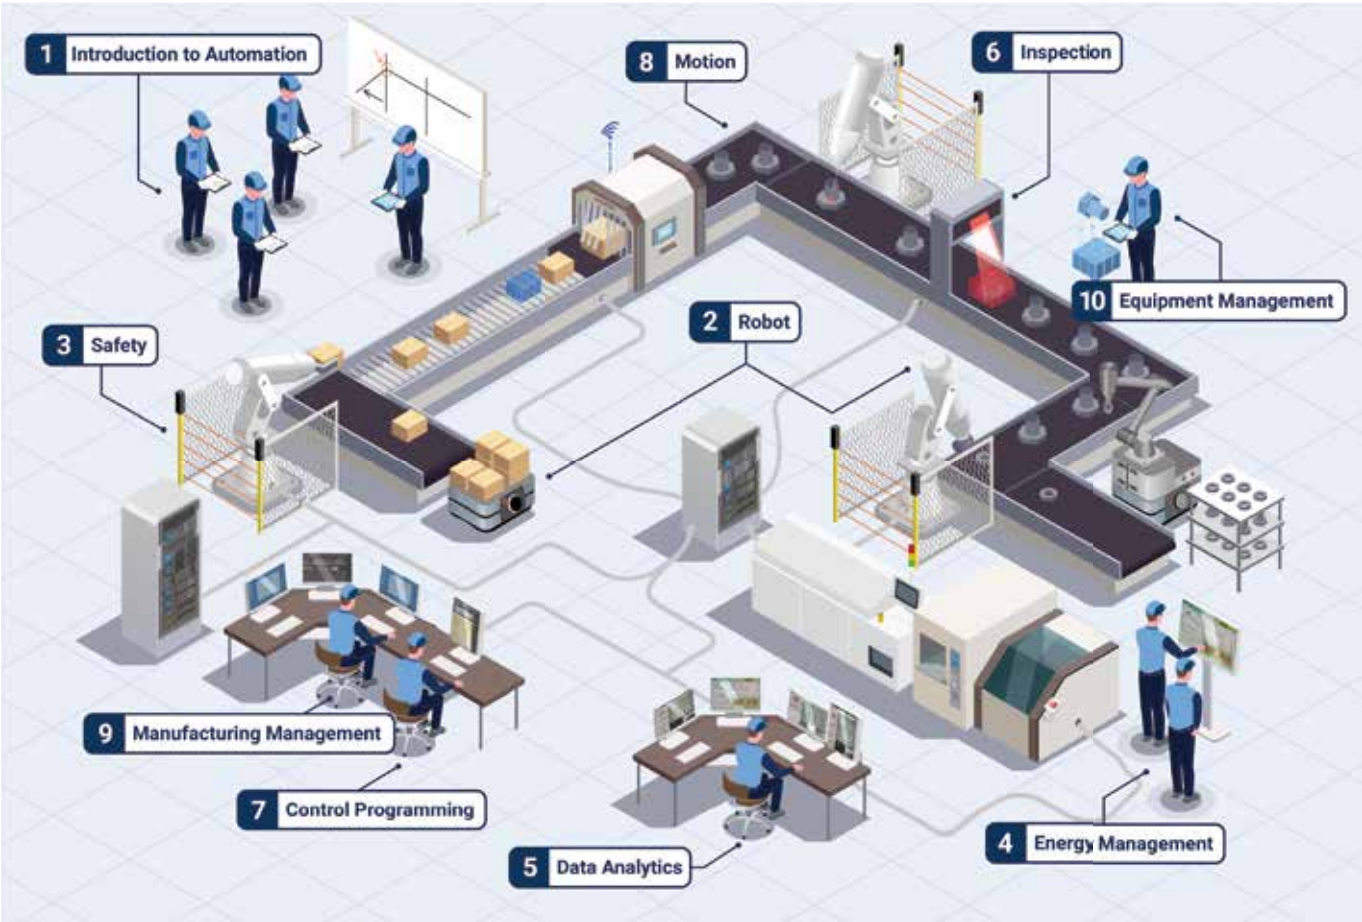 1 Introduction to Automation
8 Motion
6 Inspection
10 Equipment Management
2 Robot
3 Safety
9 Manufacturing Management
7 Control Programming
4 Energy Management
5 Data Analytics